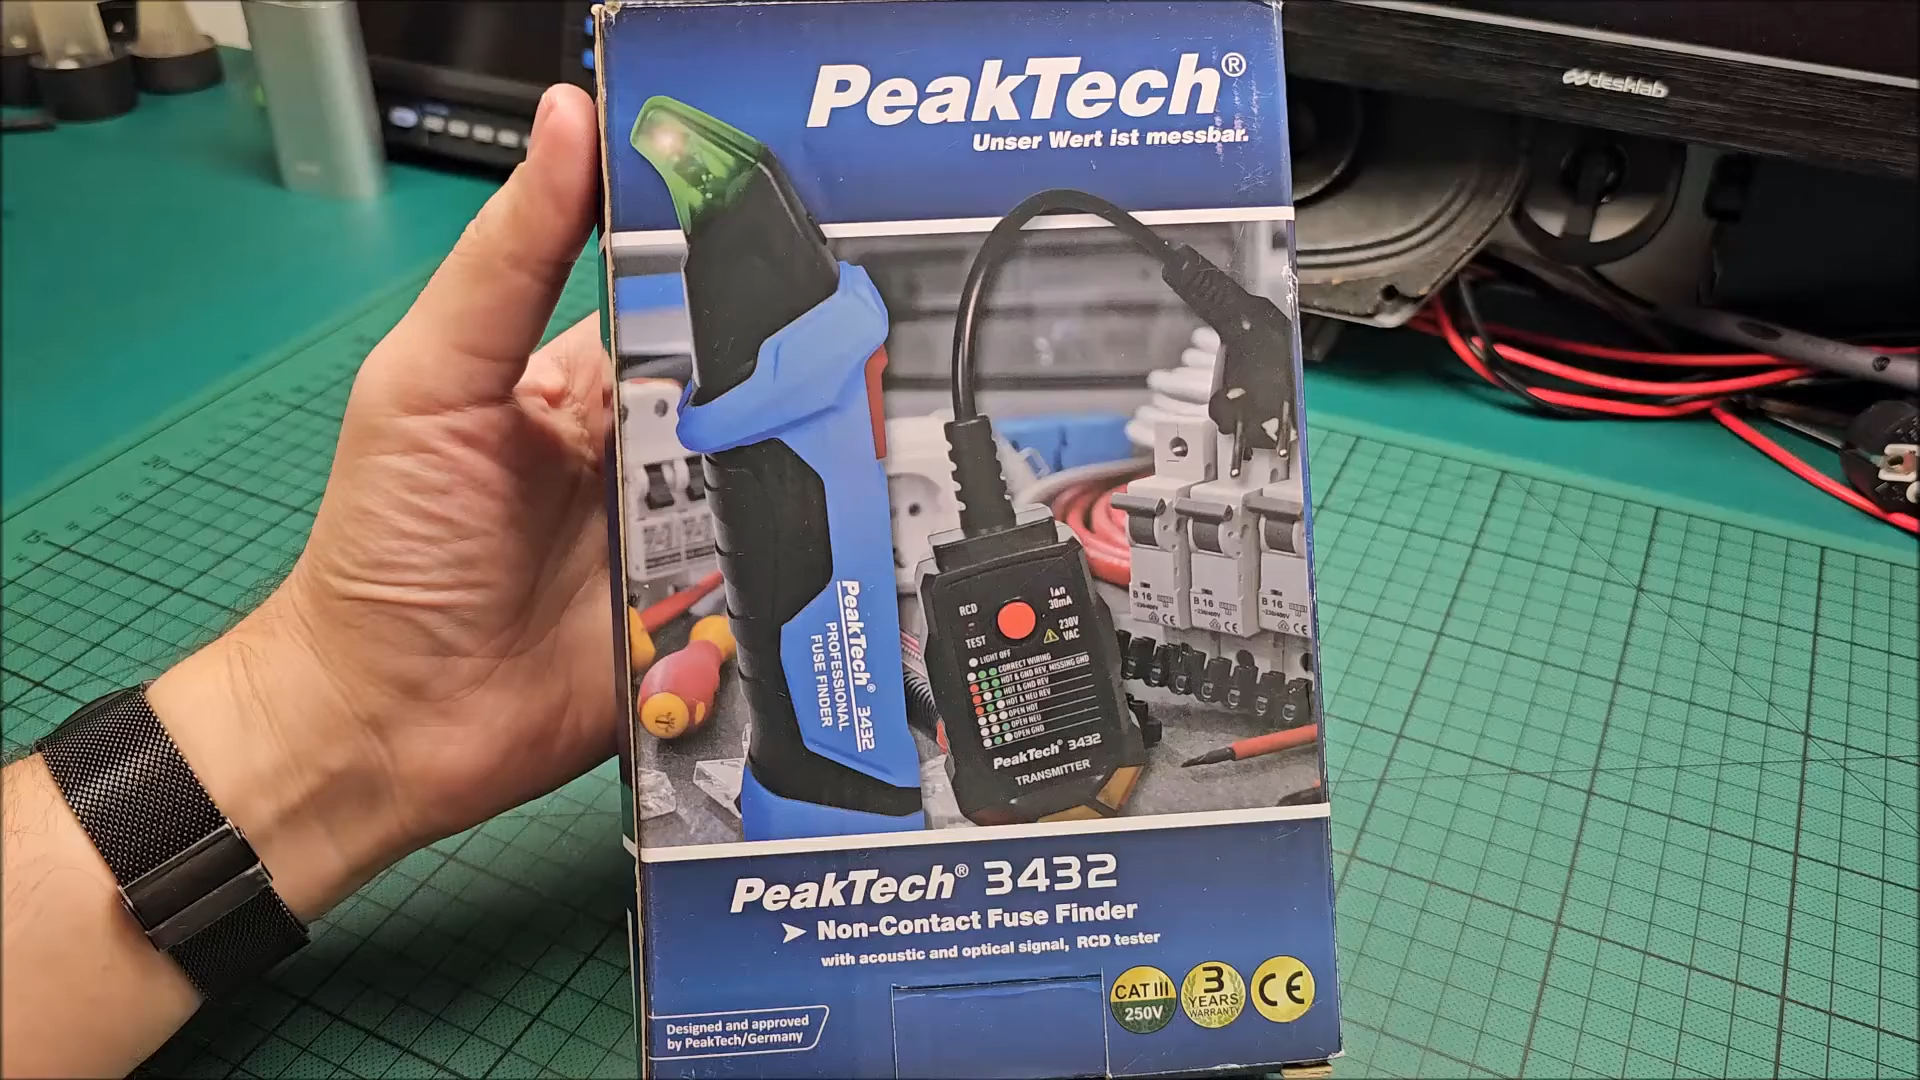 desklab
PeakTech®
Unser Wert ist messbar.
PeakTech® 3432
PROFESSIONAL
FUSE FINDER
RCD
TEST
I∆n
30mA
230V
VAC
LIGHT OFF
CORRECT WIRING
HOT & GND REV, MISSING GND
HOT & GND REV
HOT & NEU REV
OPEN HOT
OPEN NEU
OPEN GND
PeakTech® 3432
TRANSMITTER
B 16
B 16
B 16
CE
CE
CE
PeakTech® 3432
➤ Non-Contact Fuse Finder
with acoustic and optical signal, RCD tester
CAT III
250V
3
YEARS
WARRANTY
CE
Designed and approved
by PeakTech/Germany